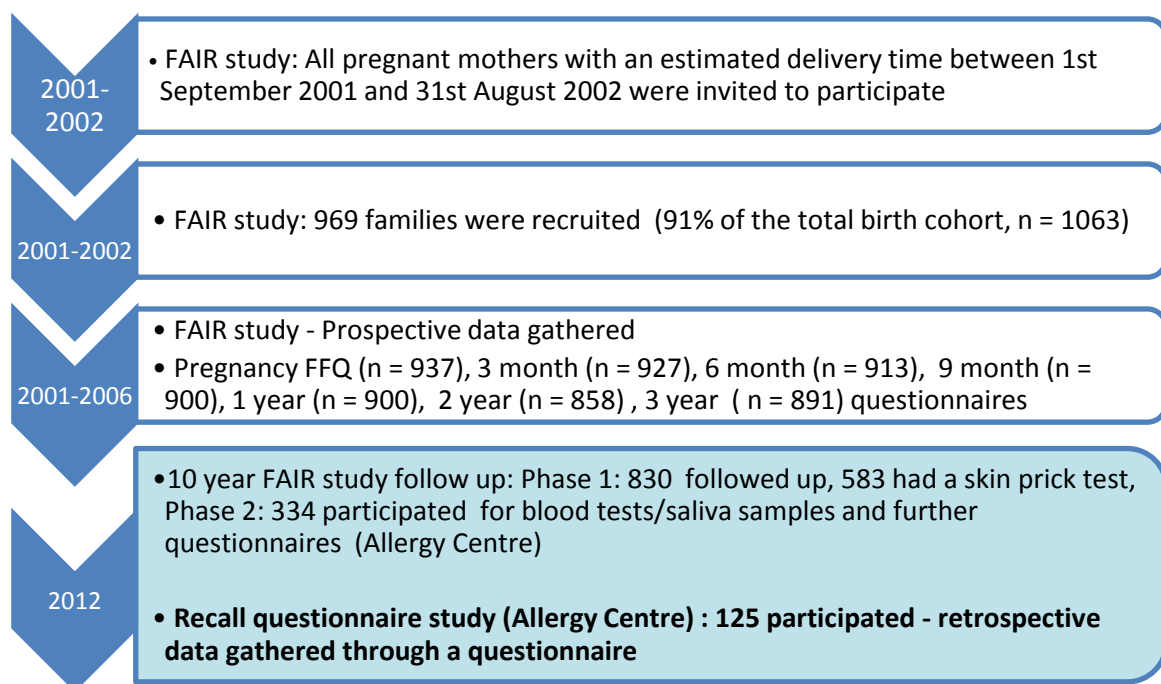 2001-
2002
• FAIR study: All pregnant mothers with an estimated delivery time between 1st
September 2001 and 31st August 2002 were invited to participate
2001-2002
• FAIR study: 969 families were recruited  (91% of the total birth cohort, n = 1063)
2001-2006
• FAIR study - Prospective data gathered
• Pregnancy FFQ (n = 937), 3 month (n = 927), 6 month (n = 913),  9 month (n =
900), 1 year (n = 900),  2 year (n = 858) , 3 year  ( n = 891) questionnaires
2012
•10 year FAIR study follow up: Phase 1: 830  followed up, 583 had a skin prick test,
Phase 2: 334 participated  for blood tests/saliva samples and further
questionnaires  (Allergy Centre)
• Recall questionnaire study (Allergy Centre) : 125 participated - retrospective
data gathered through a questionnaire